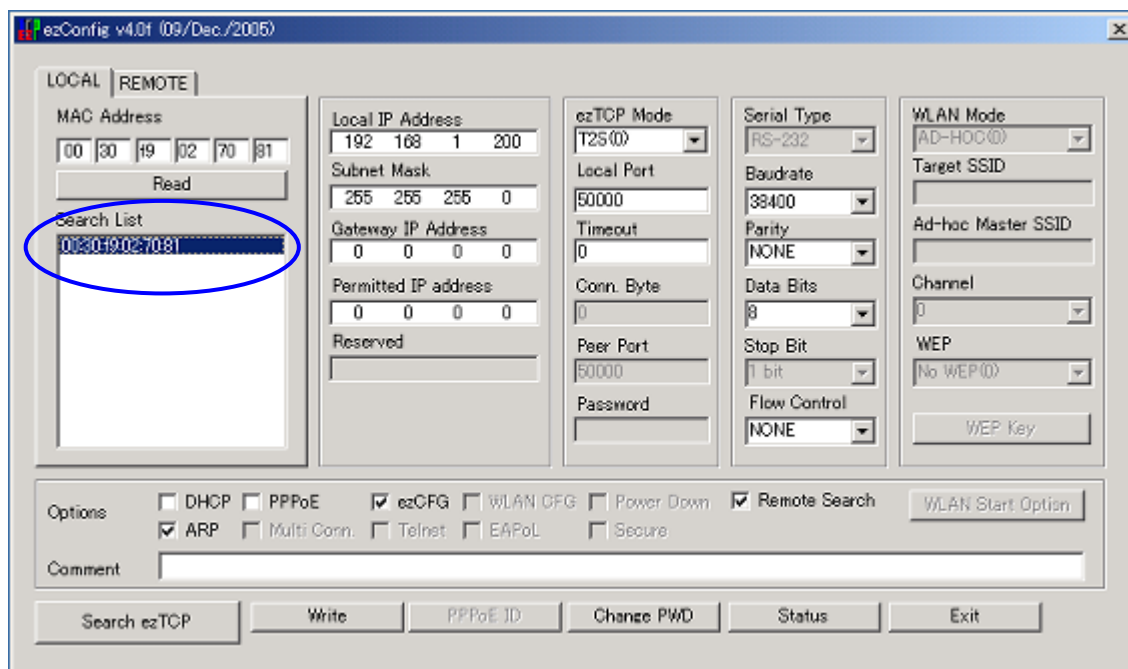 ezConfig v4.0f (09/Dec./2005)
LOCAL REMOTE
MAC Address
00 30 f9 02 70 81
Read
Search List
00:30:f9:02:70:81
Local IP Address
192 168 1 200
Subnet Mask
255 255 255 0
Gateway IP Address
0 0 0 0
Permitted IP address
0 0 0 0
Reserved
ezTCP Mode
T2S(0)
Local Port
50000
Timeout
0
Conn. Byte
0
Peer Port
50000
Password
Serial Type
RS-232
Baudrate
38400
Parity
NONE
Data Bits
8
Stop Bit
1 bit
Flow Control
NONE
WLAN Mode
AD-HOC(0)
Target SSID
Ad-hoc Master SSID
Channel
0
WEP
No WEP(0)
WEP Key
Options DHCP PPPoE ezCFG WLAN CFG Power Down Remote Search WLAN Start Option
ARP Multi Conn. Telnet EAPoL Secure
Comment
Search ezTCP Write PPPoE ID Change PWD Status Exit